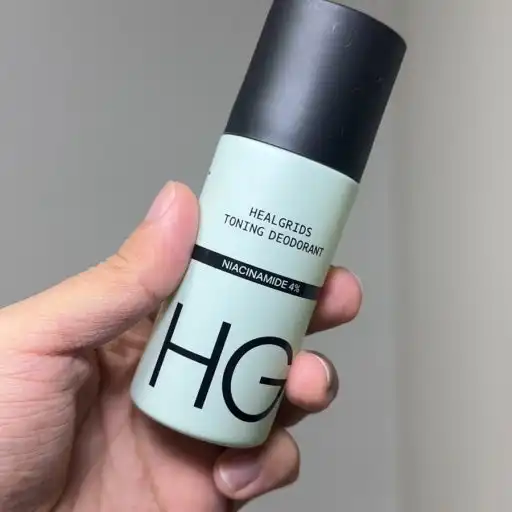 HEALGRIDS
TONING DEODORANT
NIACINAMIDE 4%
HG